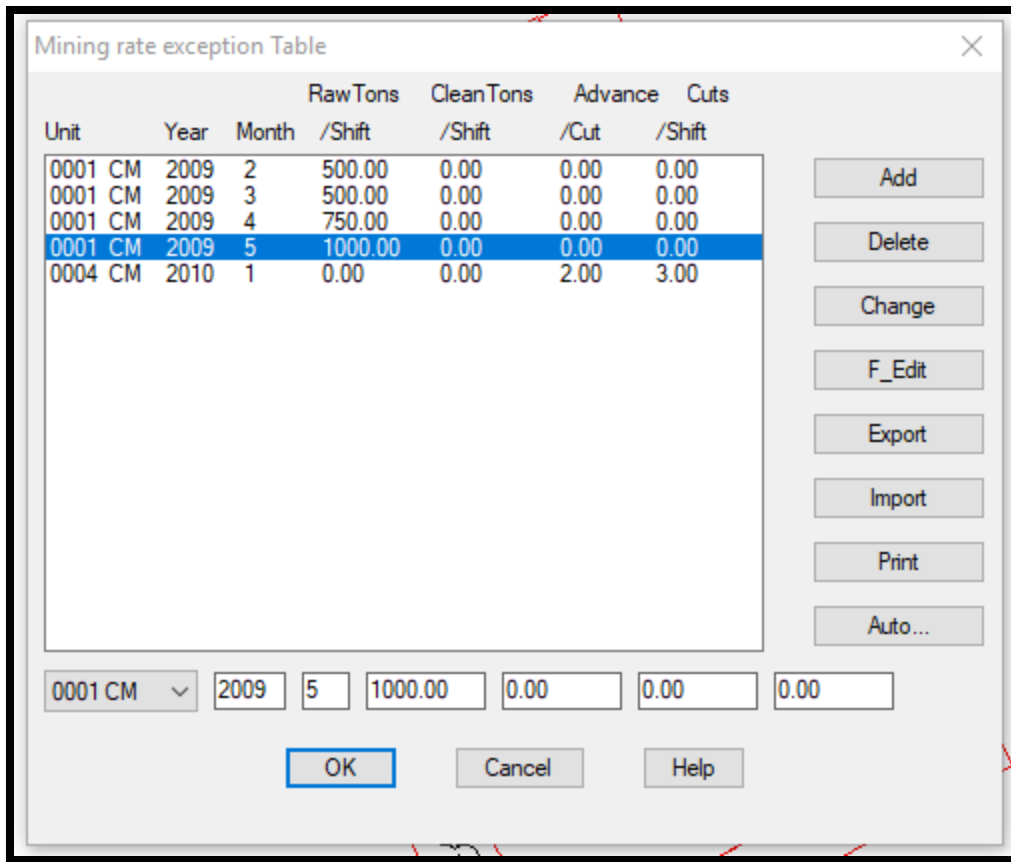 Mining rate exception Table
RawTons CleanTons Advance Cuts
Unit Year Month /Shift /Shift /Cut /Shift
0001 CM 2009 2 500.00 0.00 0.00 0.00
0001 CM 2009 3 500.00 0.00 0.00 0.00
0001 CM 2009 4 750.00 0.00 0.00 0.00
0001 CM 2009 5 1000.00 0.00 0.00 0.00
0004 CM 2010 1 0.00 0.00 2.00 3.00
Add
Delete
Change
F_Edit
Export
Import
Print
Auto...
0001 CM 2009 5 1000.00 0.00 0.00 0.00
OK Cancel Help